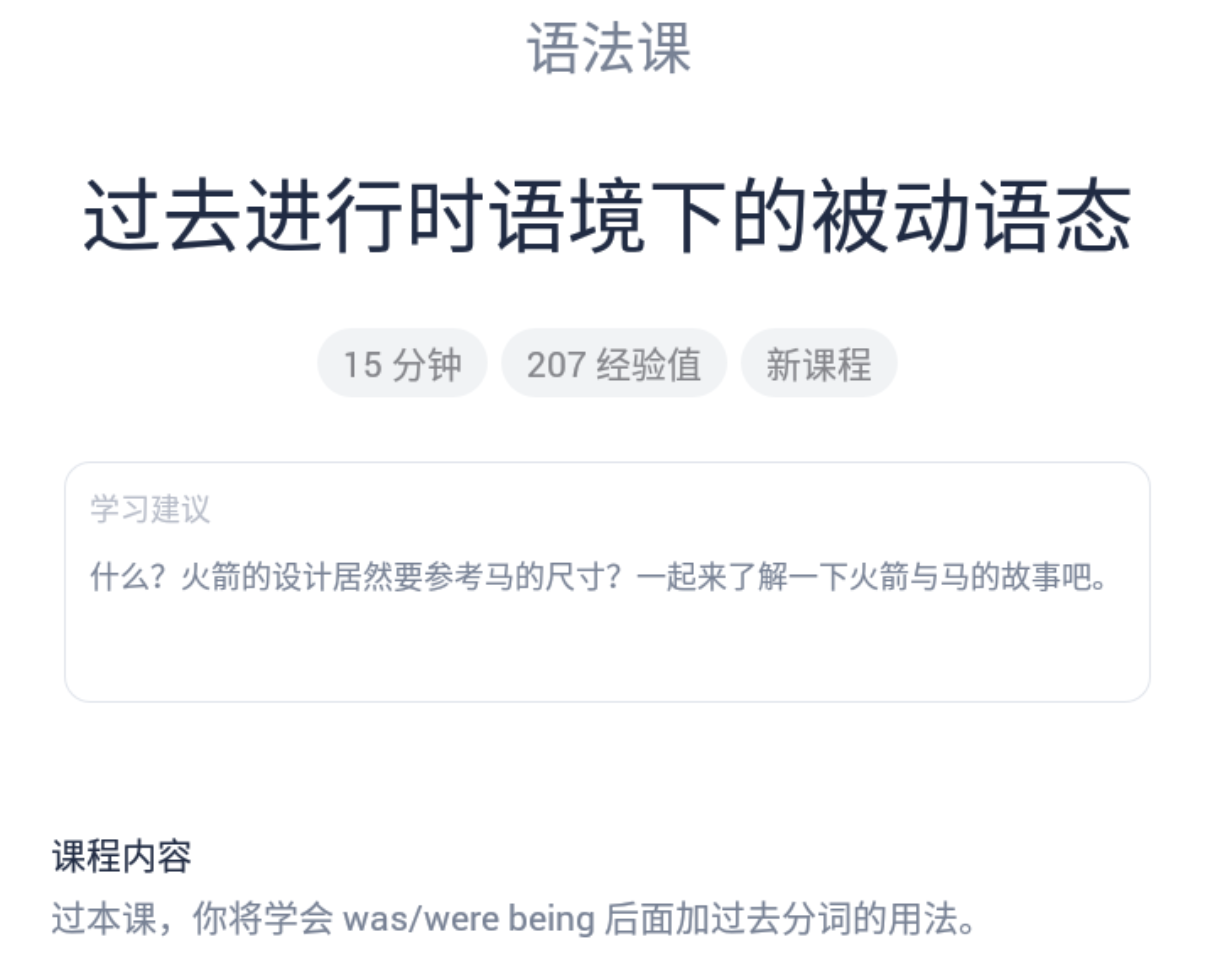 语法课
过去进行时语境下的被动语态
15 分钟 207 经验值 新课程
学习建议
什么？火箭的设计居然要参考马的尺寸？一起来了解一下火箭与马的故事吧。
课程内容
过本课，你将学会 was/were being 后面加过去分词的用法。